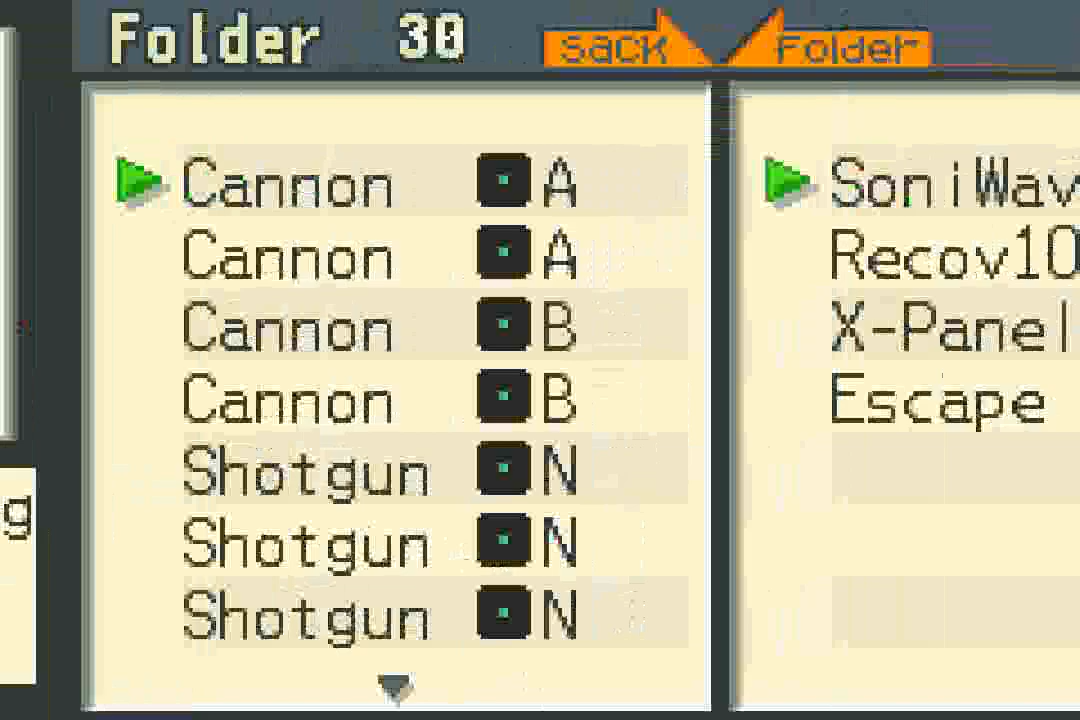 Folder 30
sack Folder
Cannon A
Cannon A
Cannon B
Cannon B
Shotgun N
Shotgun N
Shotgun N
SoniWav
Recov10
X-Panel
Escape
g